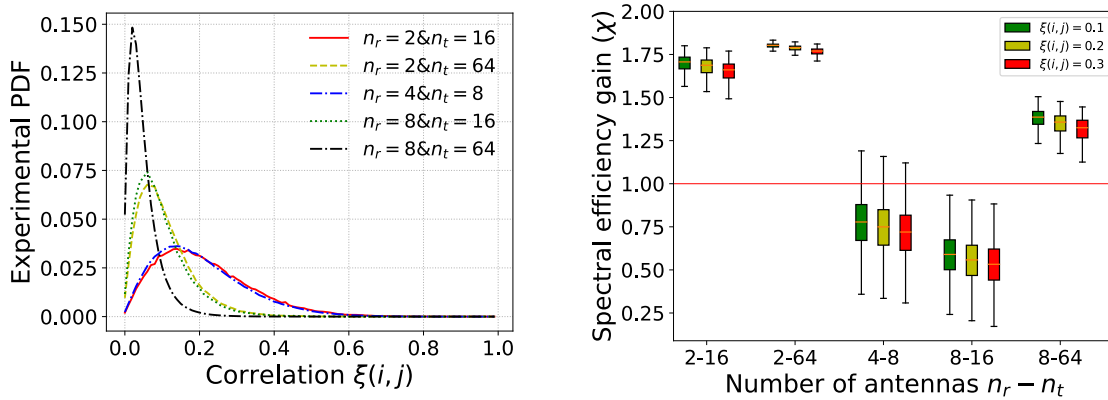 0.150
0.125
0.100
0.075
0.050
0.025
0.000
Experimental PDF
n_r = 2&n_t = 16
n_r = 2&n_t = 64
n_r = 4&n_t = 8
n_r = 8&n_t = 16
n_r = 8&n_t = 64
0.0 0.2 0.4 0.6 0.8 1.0
Correlation ξ(i, j)
2.00
1.75
1.50
1.25
1.00
0.75
0.50
0.25
Spectral efficiency gain (χ)
ξ(i, j) = 0.1
ξ(i, j) = 0.2
ξ(i, j) = 0.3
2-16 2-64 4-8 8-16 8-64
Number of antennas n_r − n_t